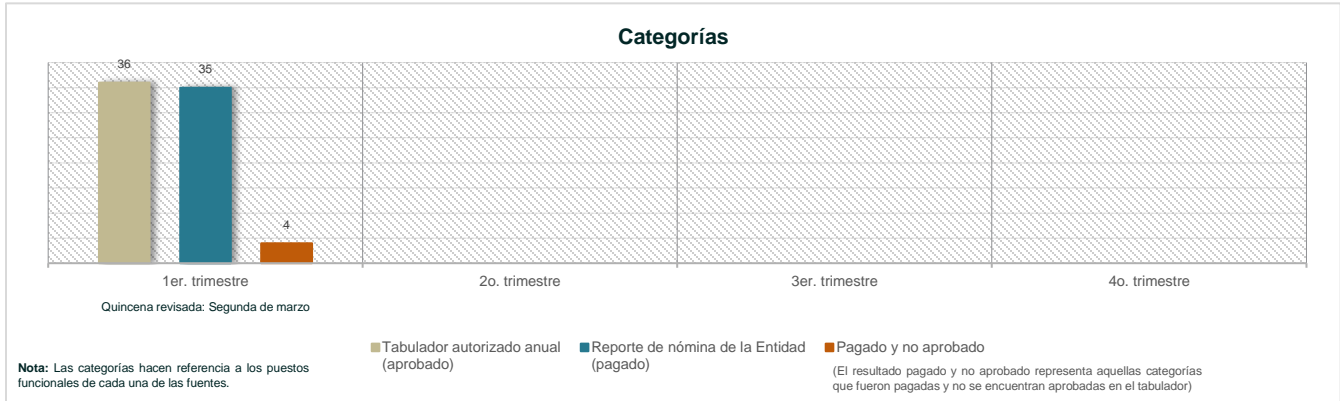 Categorías
36
35
4
1er. trimestre
2o. trimestre
3er. trimestre
4o. trimestre
Quincena revisada: Segunda de marzo
Tabulador autorizado anual
(aprobado)
Reporte de nómina de la Entidad
(pagado)
Pagado y no aprobado
(El resultado pagado y no aprobado representa aquellas categorías
que fueron pagadas y no se encuentran aprobadas en el tabulador)
Nota: Las categorías hacen referencia a los puestos
funcionales de cada una de las fuentes.